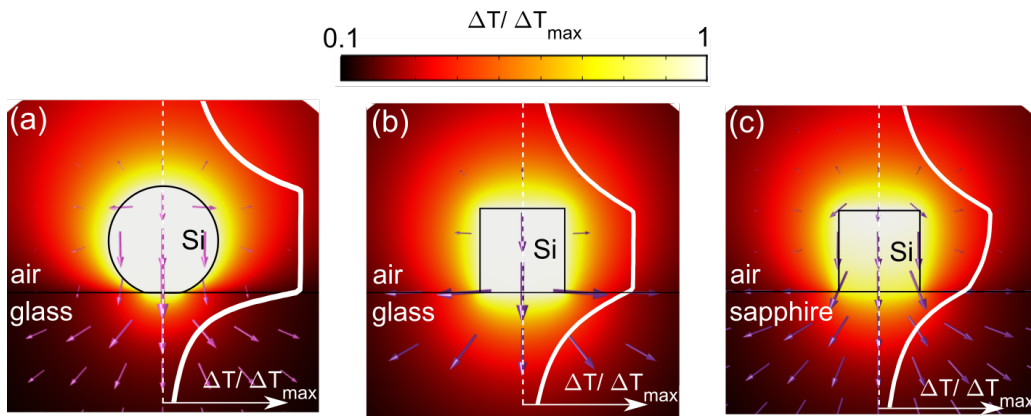 ΔT/ ΔTmax
0.1 1
(a) (b) (c)
Si Si Si
air air air
glass glass sapphire
ΔT/ ΔTmax ΔT/ ΔTmax ΔT/ ΔTmax